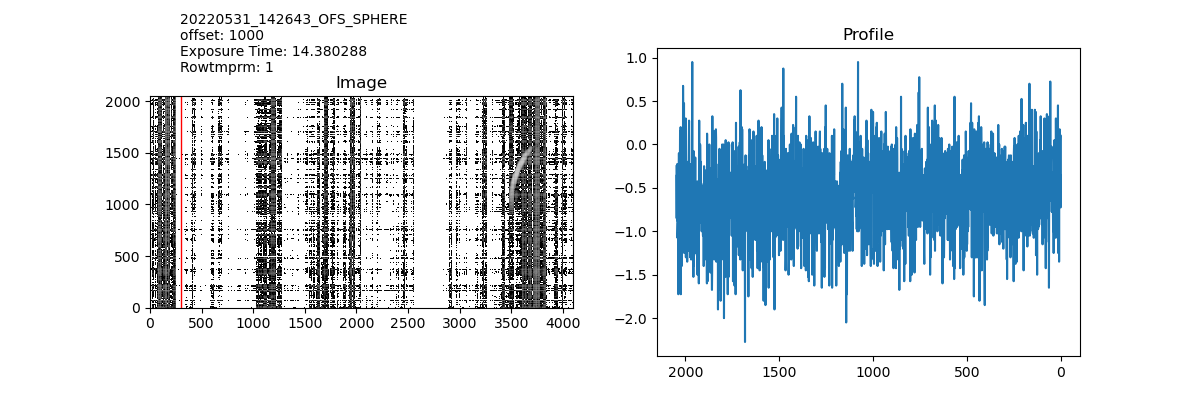 20220531_142643_OFS_SPHERE
offset: 1000
Exposure Time: 14.380288
Rowtmprm: 1
Image
2000
1500
1000
500
0
0 500 1000 1500 2000 2500 3000 3500 4000
Profile
1.0
0.5
0.0
−0.5
−1.0
−1.5
−2.0
2000 1500 1000 500 0